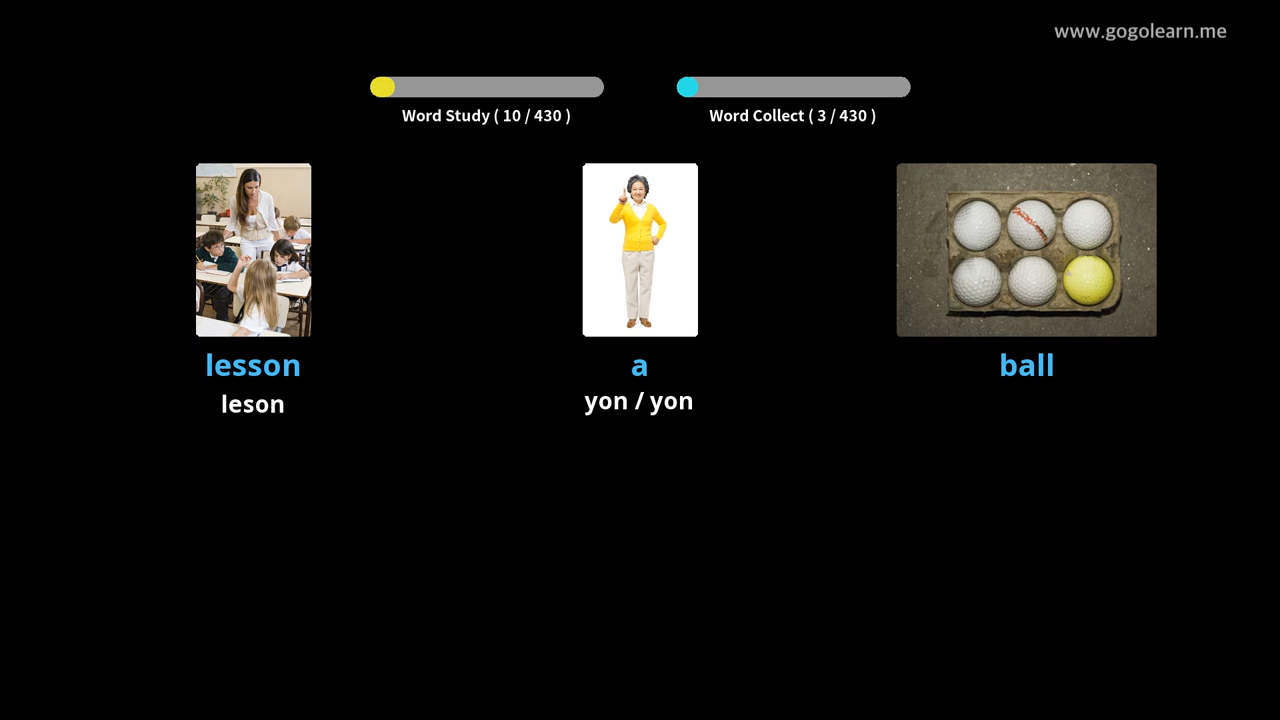 www.gogolearn.me
Word Study ( 10 / 430 )
Word Collect ( 3 / 430 )
lesson
leson
a
yon / yon
ball